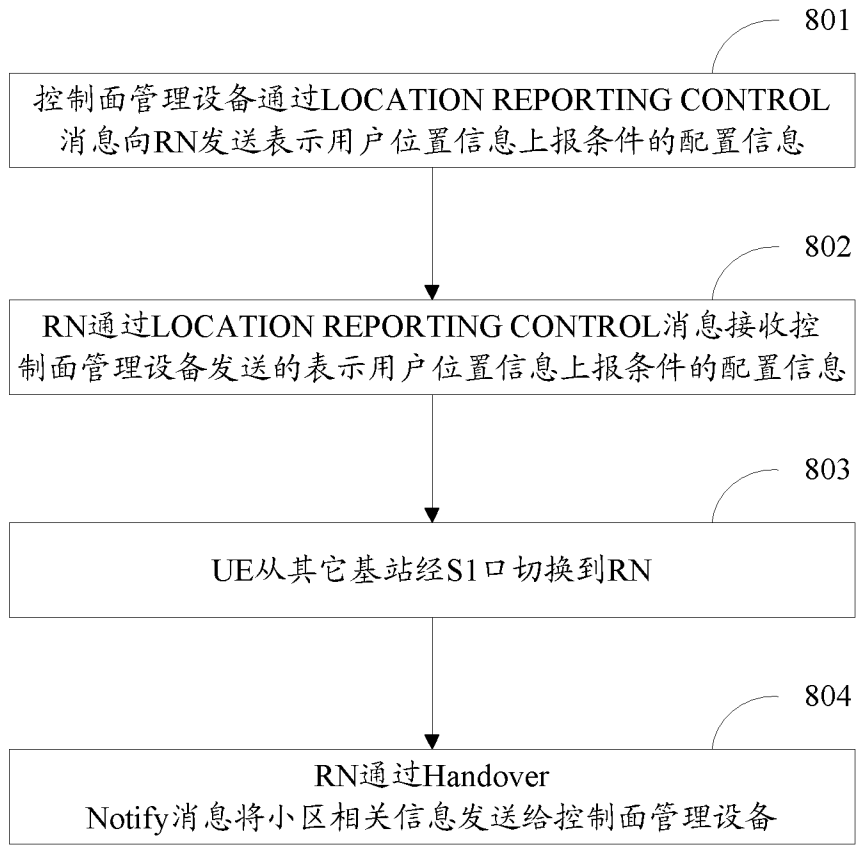 801
控制面管理设备通过LOCATION REPORTING CONTROL
消息向RN发送表示用户位置信息上报条件的配置信息
802
RN通过LOCATION REPORTING CONTROL消息接收控
制面管理设备发送的表示用户位置信息上报条件的配置信息
803
UE从其它基站经S1口切换到RN
804
RN通过Handover
Notify消息将小区相关信息发送给控制面管理设备